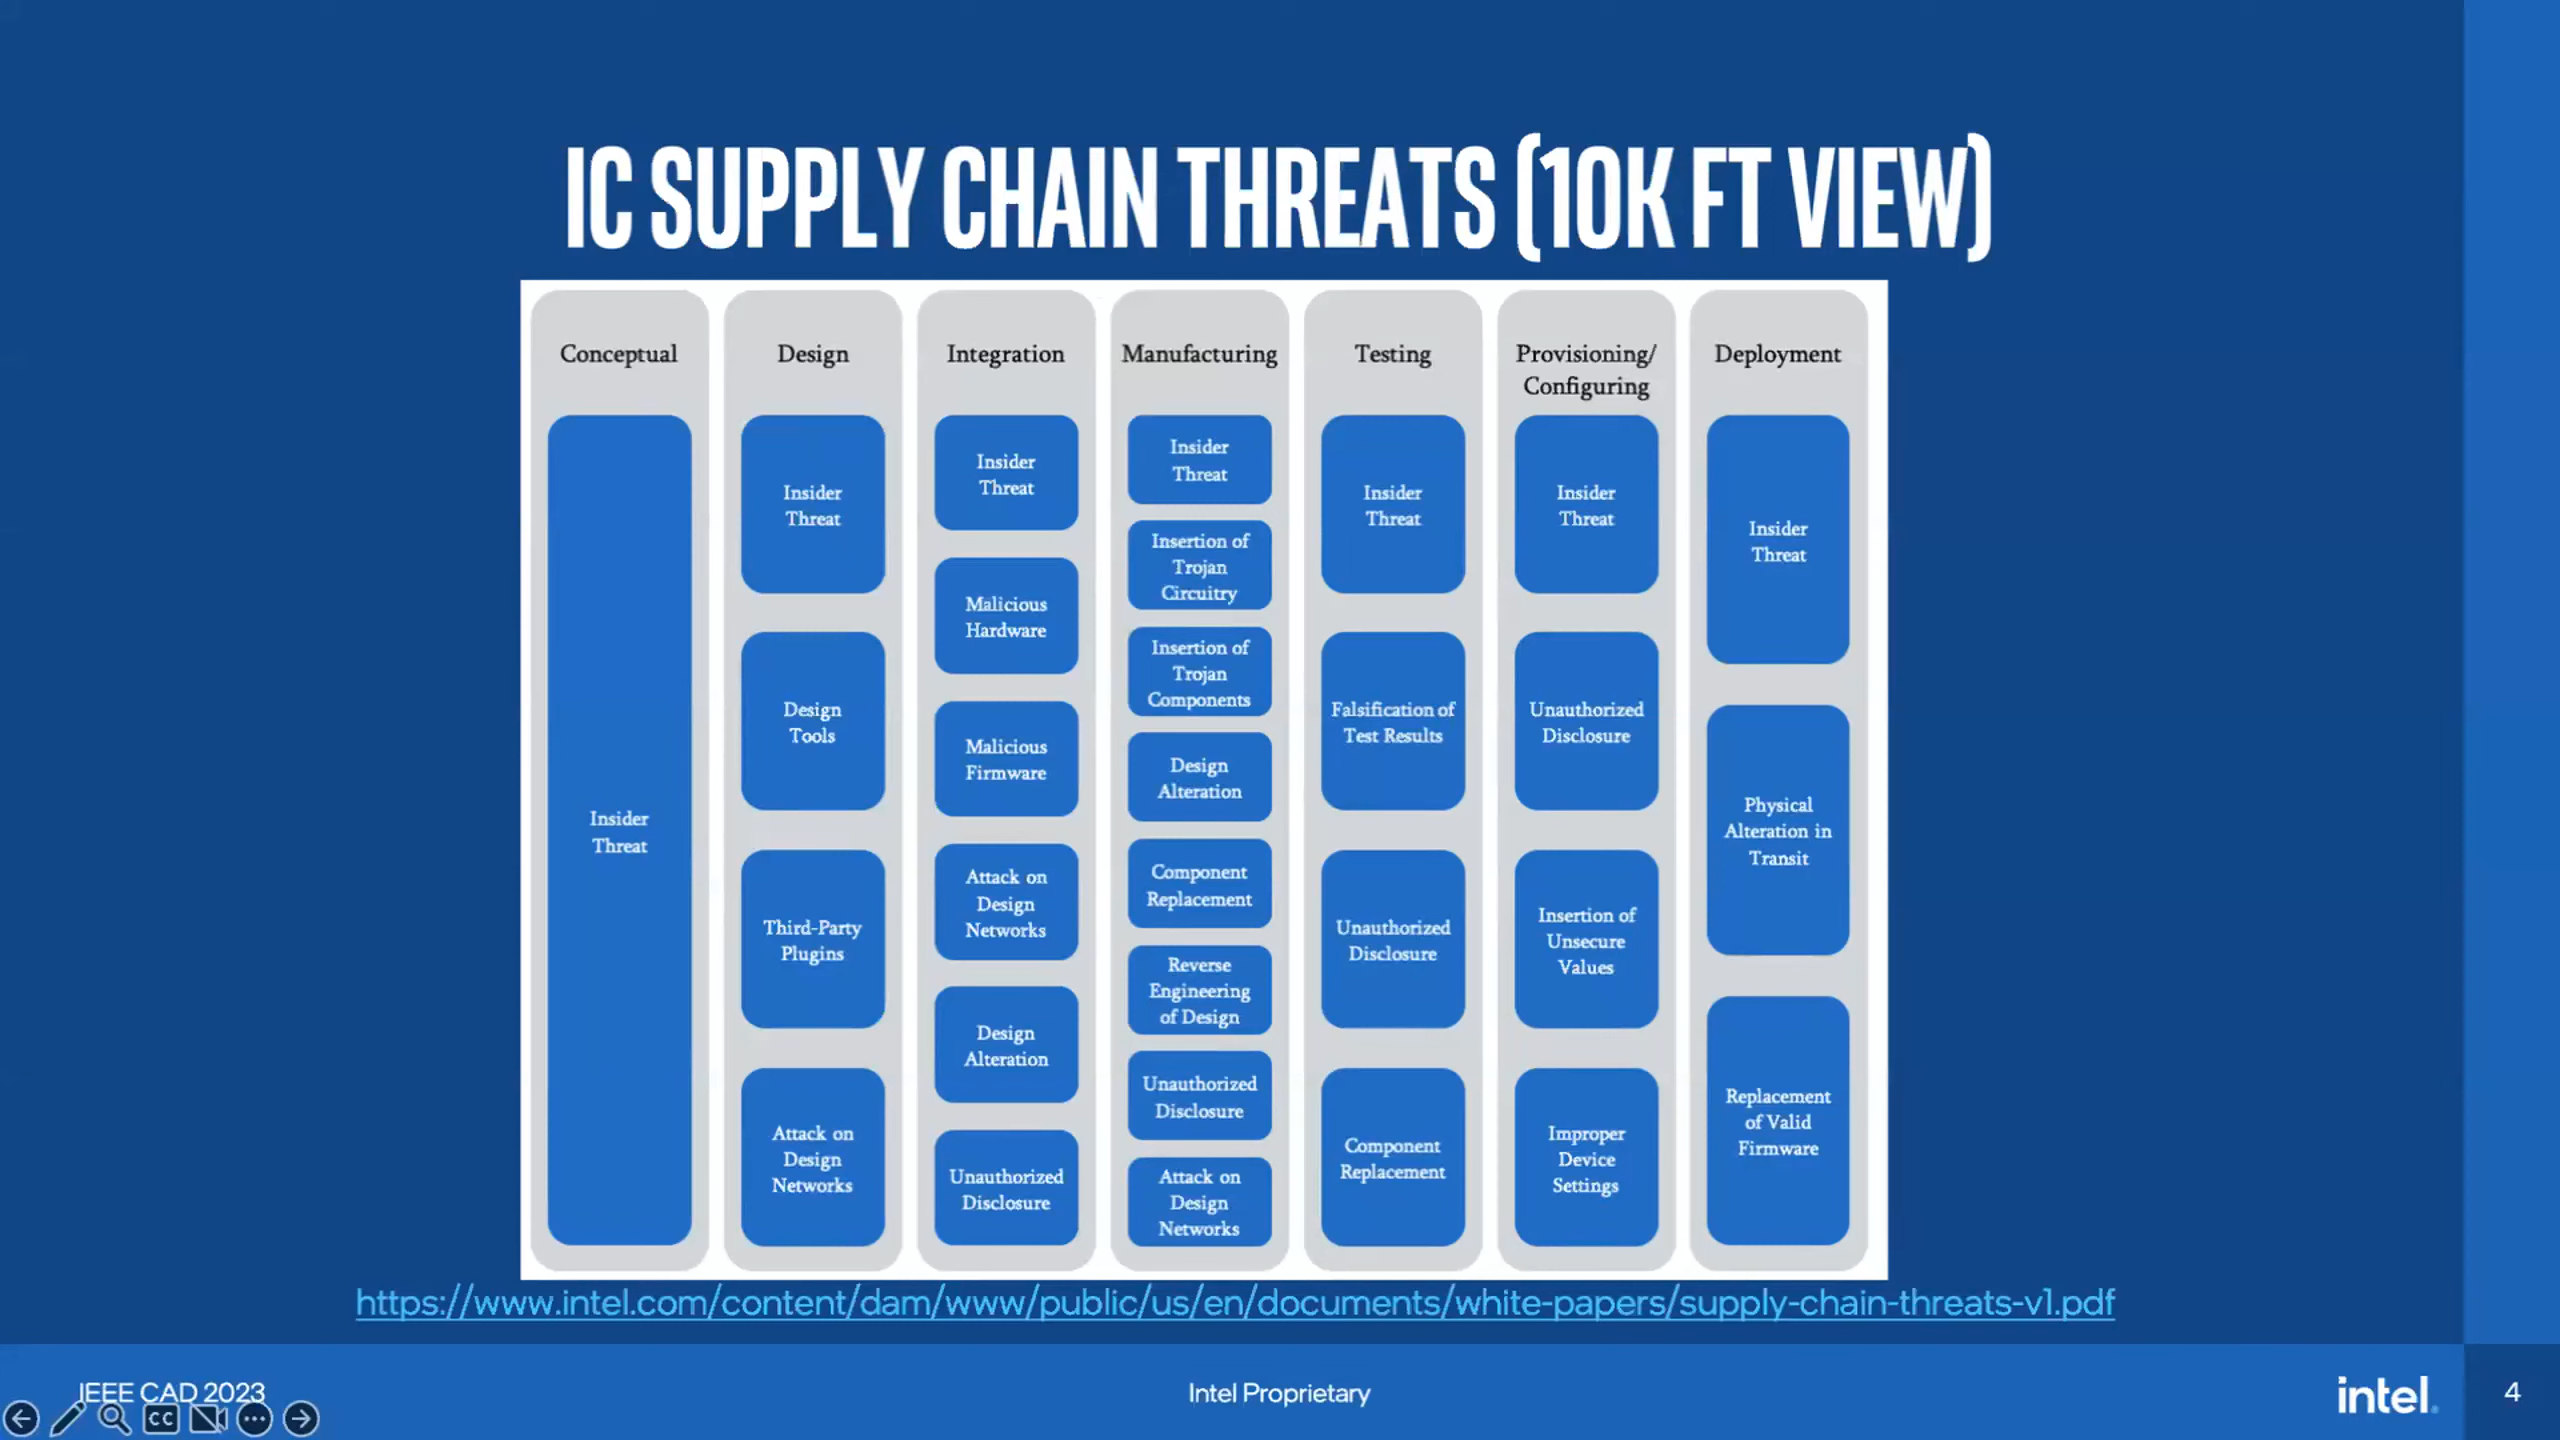 IC SUPPLY CHAIN THREATS (10K FT VIEW)
Conceptual
Insider
Threat
Design
Insider
Threat
Design
Tools
Third-Party
Plugins
Attack on
Design
Networks
Integration
Insider
Threat
Malicious
Hardware
Malicious
Firmware
Attack on
Design
Networks
Design
Alteration
Unauthorized
Disclosure
Manufacturing
Insider
Threat
Insertion of
Trojan
Circuitry
Insertion of
Trojan
Components
Design
Alteration
Component
Replacement
Reverse
Engineering
of Design
Unauthorized
Disclosure
Attack on
Design
Networks
Testing
Insider
Threat
Falsification of
Test Results
Unauthorized
Disclosure
Component
Replacement
Provisioning/
Configuring
Insider
Threat
Unauthorized
Disclosure
Insertion of
Unsecure
Values
Improper
Device
Settings
Deployment
Insider
Threat
Physical
Alteration in
Transit
Replacement
of Valid
Firmware
https://www.intel.com/content/dam/www/public/us/en/documents/white-papers/supply-chain-threats-v1.pdf
IEEE CAD 2023
CC
Intel Proprietary
intel.
4